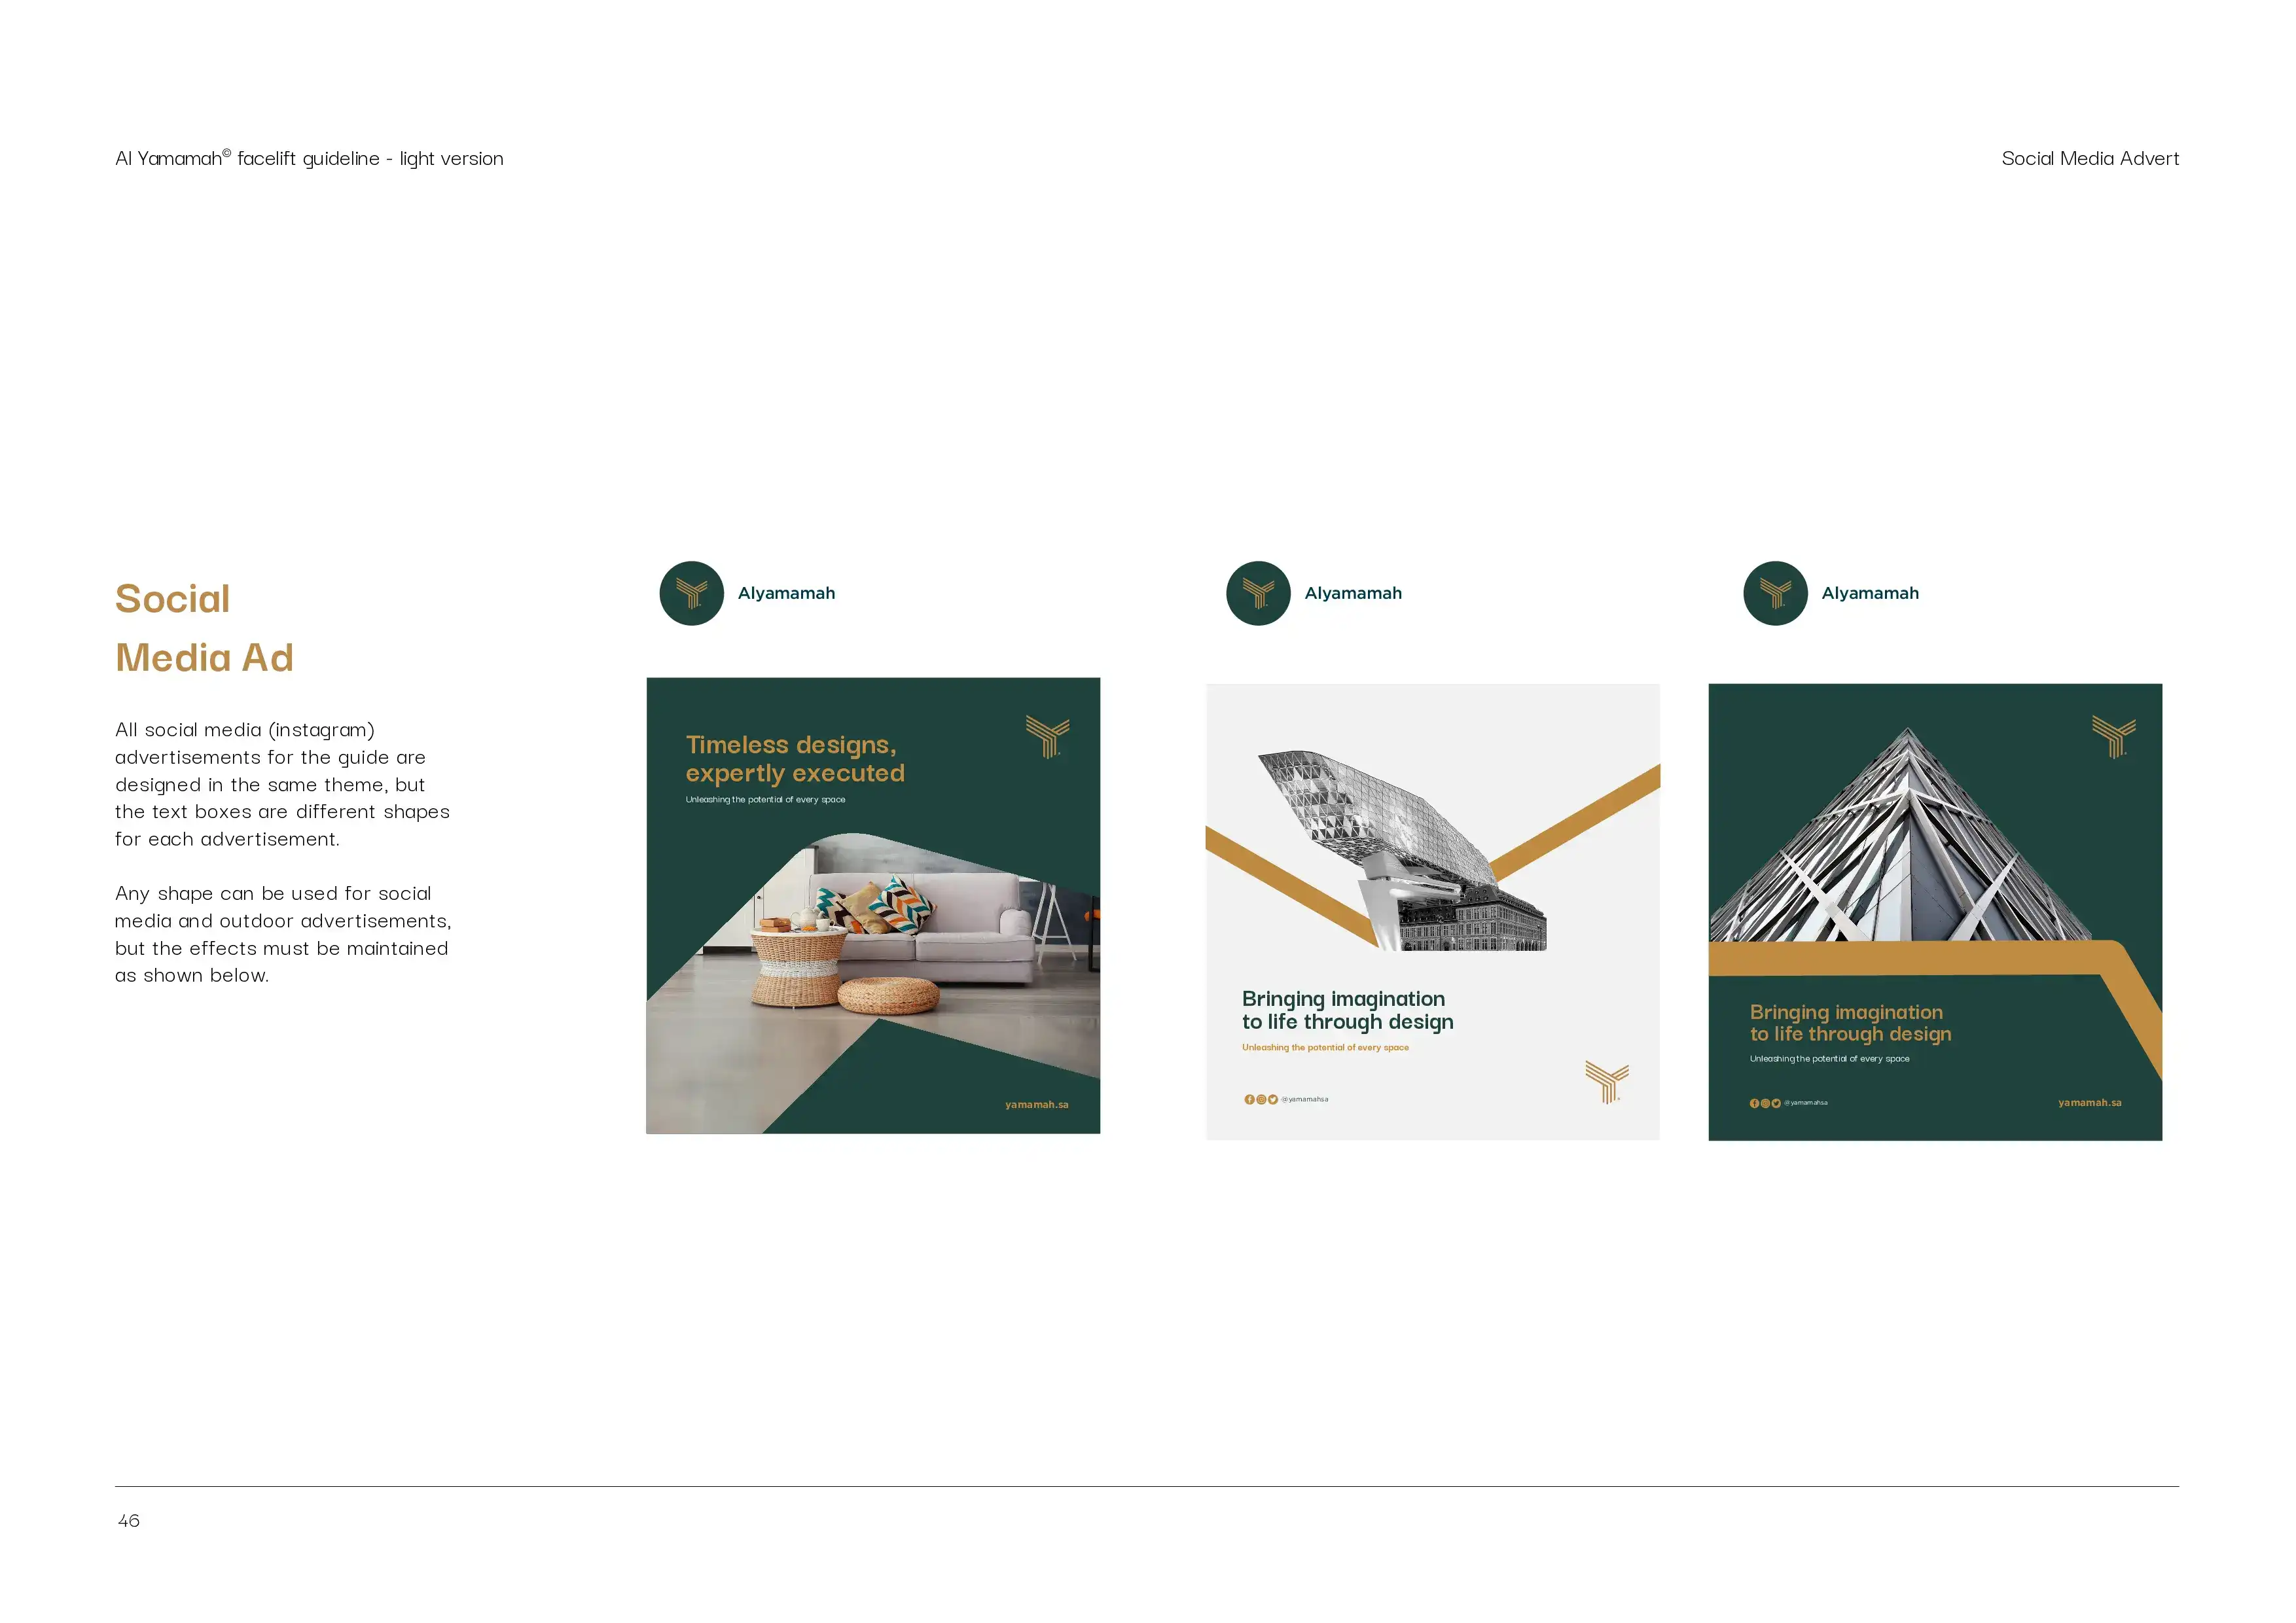 Al Yamamah© facelift guideline - light version
Social Media Advert
Social
Media Ad
All social media (instagram)
advertisements for the guide are
designed in the same theme, but
the text boxes are different shapes
for each advertisement.
Any shape can be used for social
media and outdoor advertisements,
but the effects must be maintained
as shown below.
Alyamamah
Timeless designs,
expertly executed
Unleashing the potential of every space
yamamah.sa
Alyamamah
Bringing imagination
to life through design
Unleashing the potential of every space
@yamamahsa
Alyamamah
Bringing imagination
to life through design
Unleashing the potential of every space
@yamamahsa
yamamah.sa
46